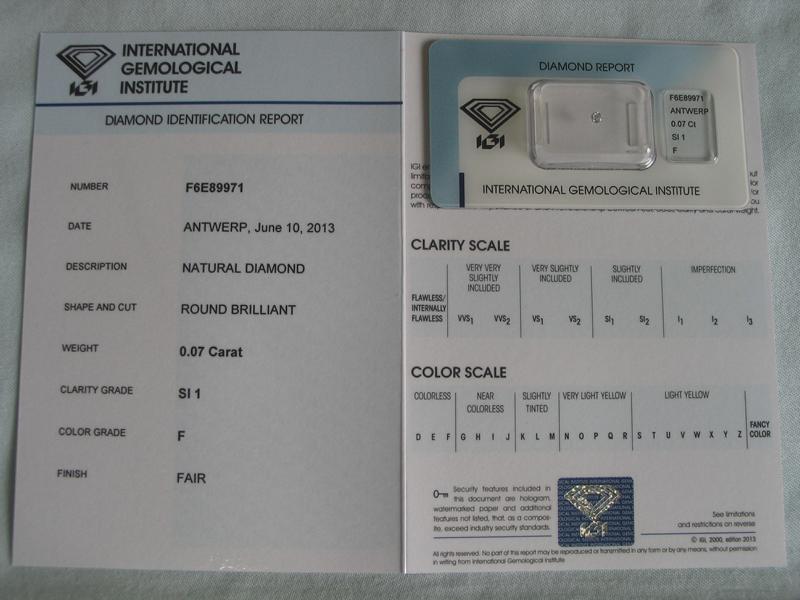 INTERNATIONAL
GEMOLOGICAL
INSTITUTE
IGI
DIAMOND IDENTIFICATION REPORT
NUMBER F6E89971
DATE ANTWERP, June 10, 2013
DESCRIPTION NATURAL DIAMOND
SHAPE AND CUT ROUND BRILLIANT
WEIGHT 0.07 Carat
CLARITY GRADE SI 1
COLOR GRADE F
FINISH FAIR
DIAMOND REPORT
IGI
F6E89971
ANTWERP
0.07 Ct
SI 1
F
INTERNATIONAL GEMOLOGICAL INSTITUTE
CLARITY SCALE
FLAWLESS/
INTERNALLY
FLAWLESS
VERY VERY
SLIGHTLY
INCLUDED
VERY SLIGHTLY
INCLUDED
SLIGHTLY
INCLUDED
IMPERFECTION
VVS1 VVS2 VS1 VS2 SI1 SI2 I1 I2 I3
COLOR SCALE
COLORLESS
NEAR
COLORLESS
SLIGHTLY
TINTED
VERY LIGHT YELLOW
LIGHT YELLOW
D E F G H I J K L M N O P Q R S T U V W X Y Z
FANCY
COLOR
Security features included in
this document are hologram,
watermarked paper and additional
features not listed, that, as a compos-
ite, exceed industry security standards.
IGI
See limitations
and restrictions on reverse
© IGI, 2000, edition 2013
All rights reserved. No part of this report may be reproduced or transmitted in any form or by any means, without permission
in writing from International Gemological Institute